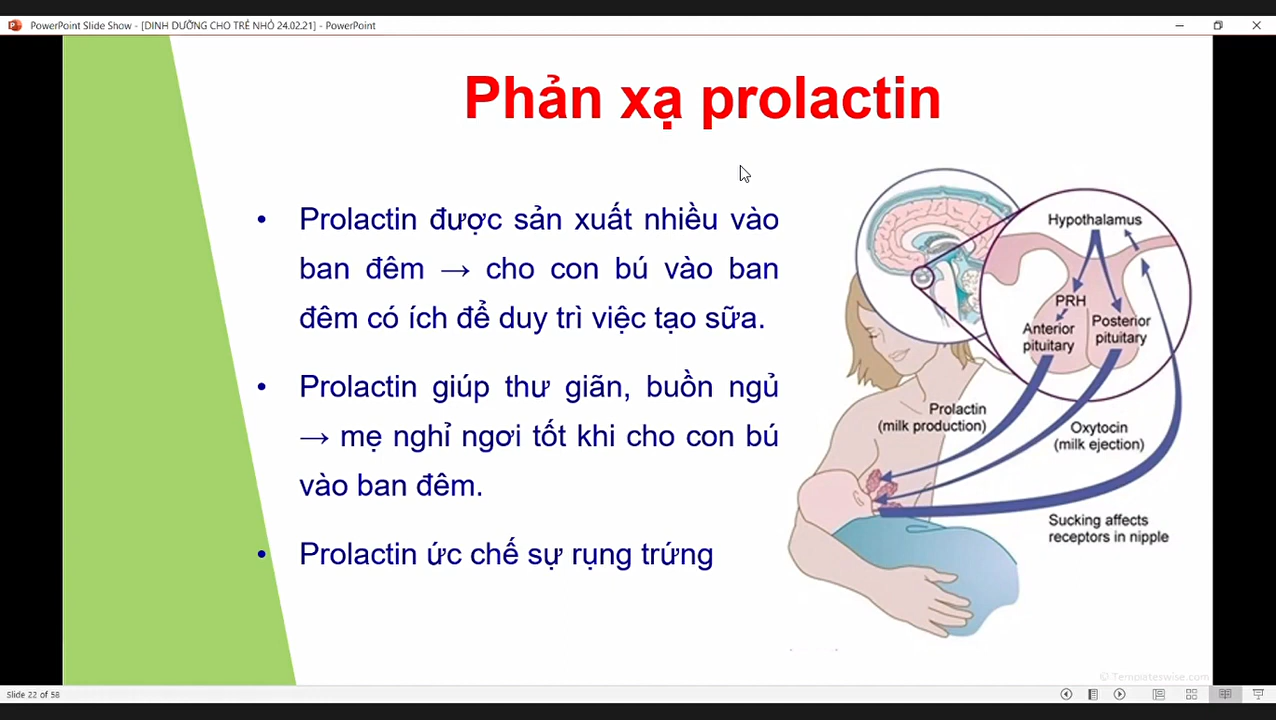 PowerPoint Slide Show - [DINH DƯỠNG CHO TRẺ NHỎ 24.02.21] - PowerPoint
Phản xạ prolactin
• Prolactin được sản xuất nhiều vào
ban đêm → cho con bú vào ban
đêm có ích để duy trì việc tạo sữa.
• Prolactin giúp thư giãn, buồn ngủ
→ mẹ nghỉ ngơi tốt khi cho con bú
vào ban đêm.
• Prolactin ức chế sự rụng trứng
Hypothalamus
PRH
Anterior
pituitary
Posterior
pituitary
Prolactin
(milk production)
Oxytocin
(milk ejection)
Sucking affects
receptors in nipple
© Templateswise.com
Slide 22 of 58